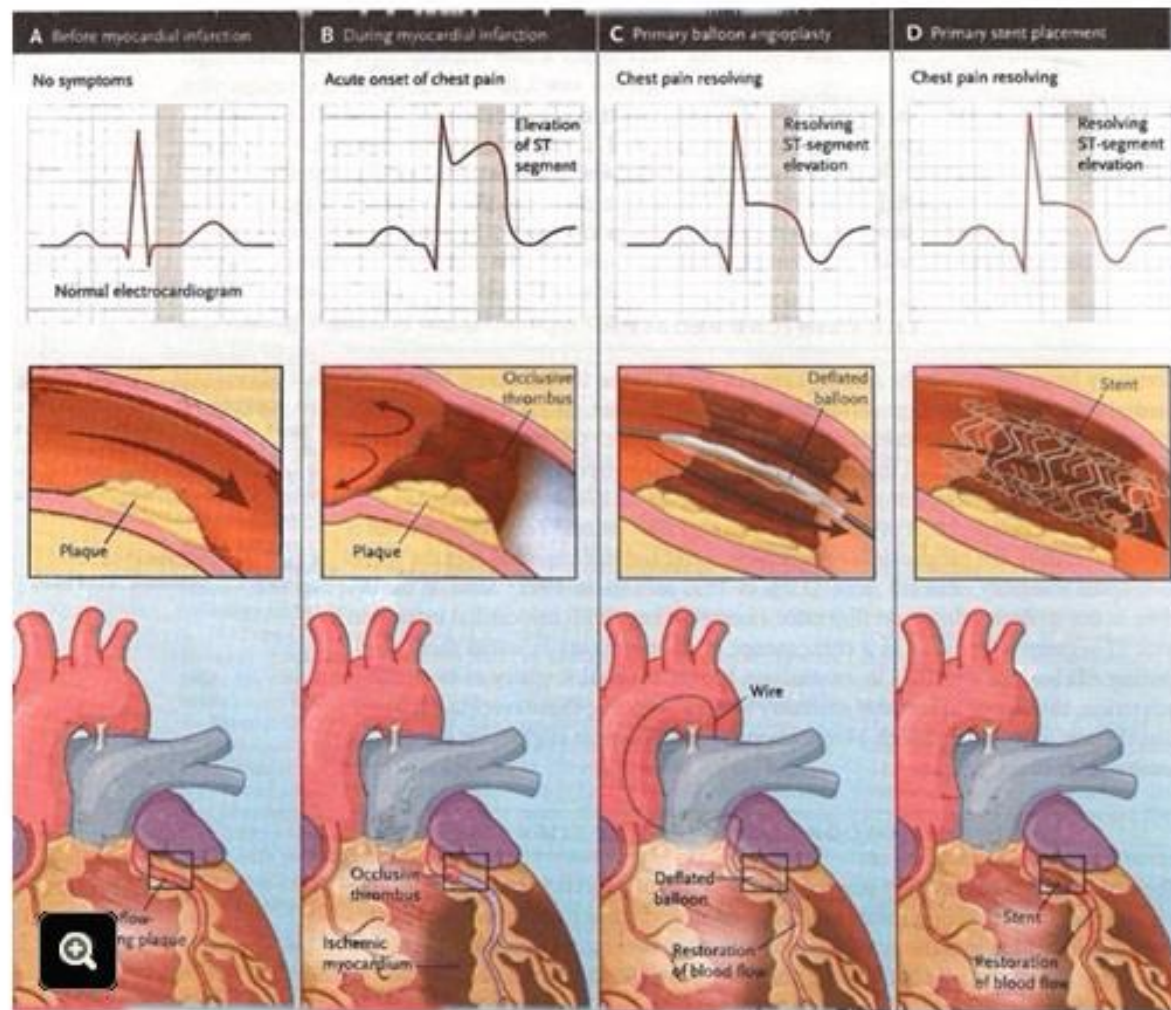 A Before myocardial infarction
No symptoms
Normal electrocardiogram
Plaque
flow-
ng plaque
B During myocardial infarction
Acute onset of chest pain
Elevation
of ST
segment
Occlusive
thrombus
Plaque
Occlusive
thrombus
Ischemic
myocardium
C Primary balloon angioplasty
Chest pain resolving
Resolving
ST-segment
elevation
Deflated
balloon
Wire
Deflated
balloon
Restoration
of blood flow
D Primary stent placement
Chest pain resolving
Resolving
ST-segment
elevation
Stent
Stent
Restoration
of blood flow